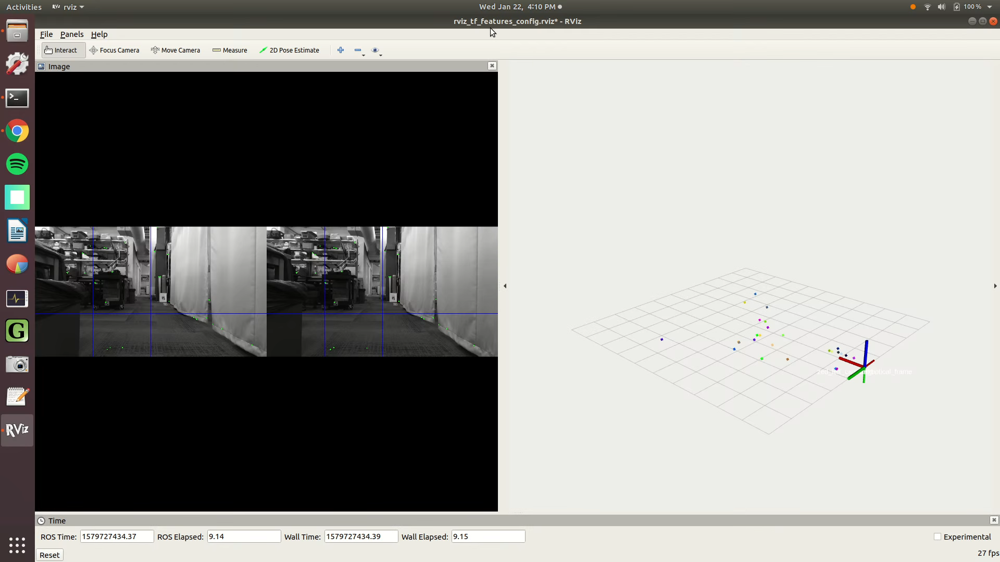 Activities rviz Wed Jan 22, 4:10 PM 100 %
rviz_tf_features_config.rviz* - RViz
File Panels Help
Interact Focus Camera Move Camera Measure 2D Pose Estimate
Image
G
RViz
Time
ROS Time: 1579727434.37 ROS Elapsed: 9.14 Wall Time: 1579727434.39 Wall Elapsed: 9.15 Experimental
Reset 27 fps